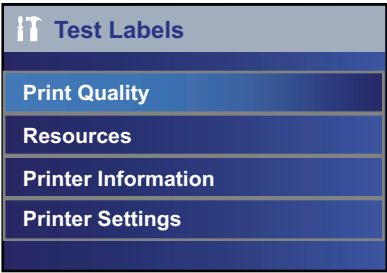 Test Labels
Print Quality
Resources
Printer Information
Printer Settings